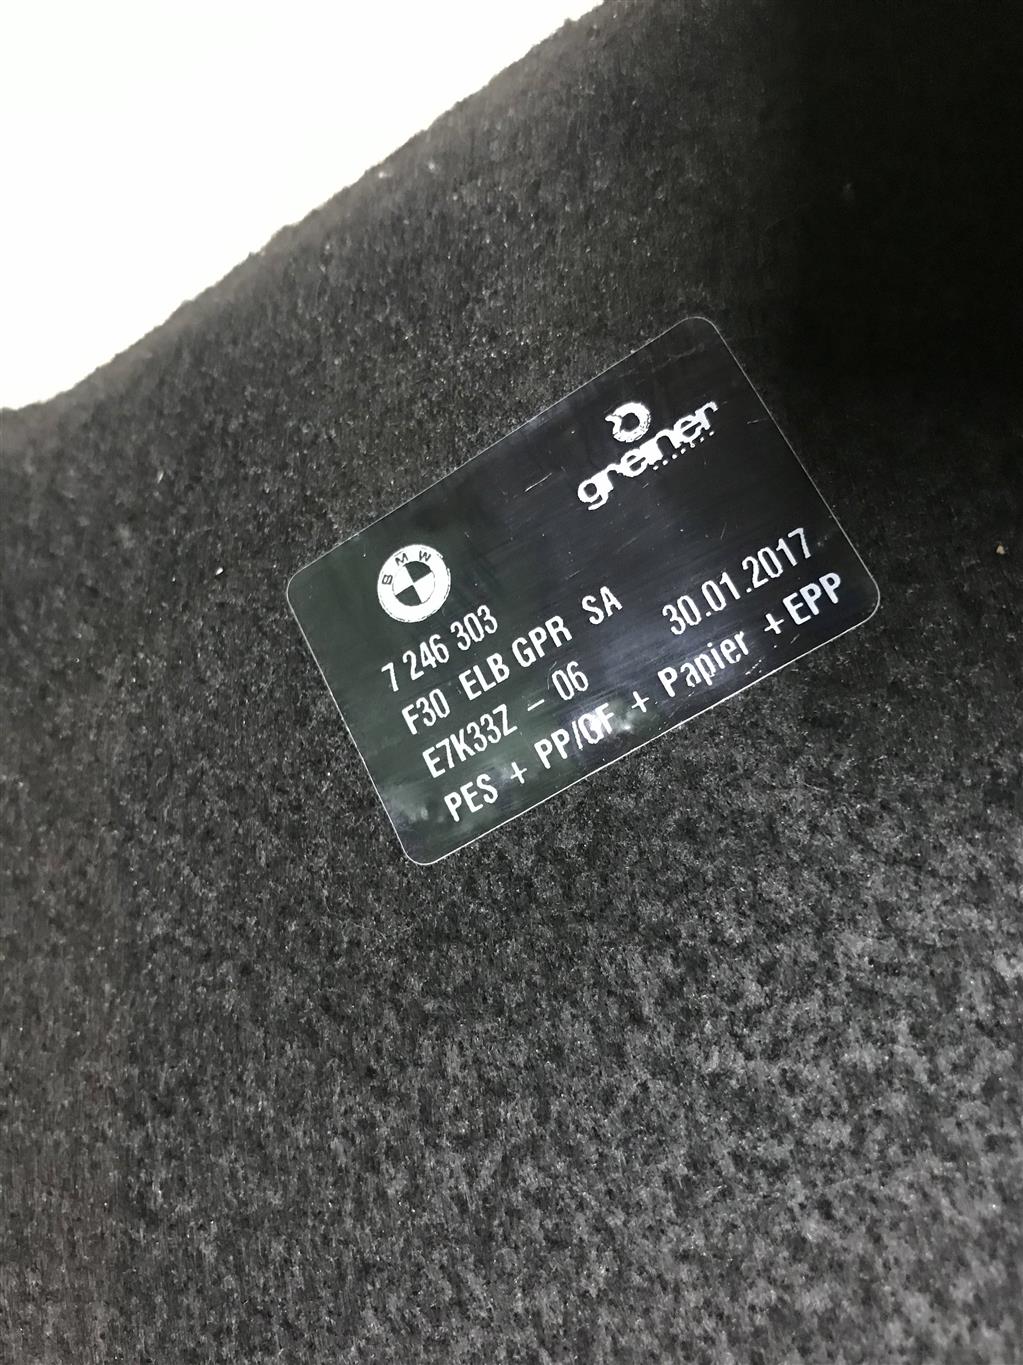 greiner
BMW
7 246 303
F30 ELB GPR SA
E7K33Z - 06 30.01.2017
PES + PP/GF + Papier + EPP